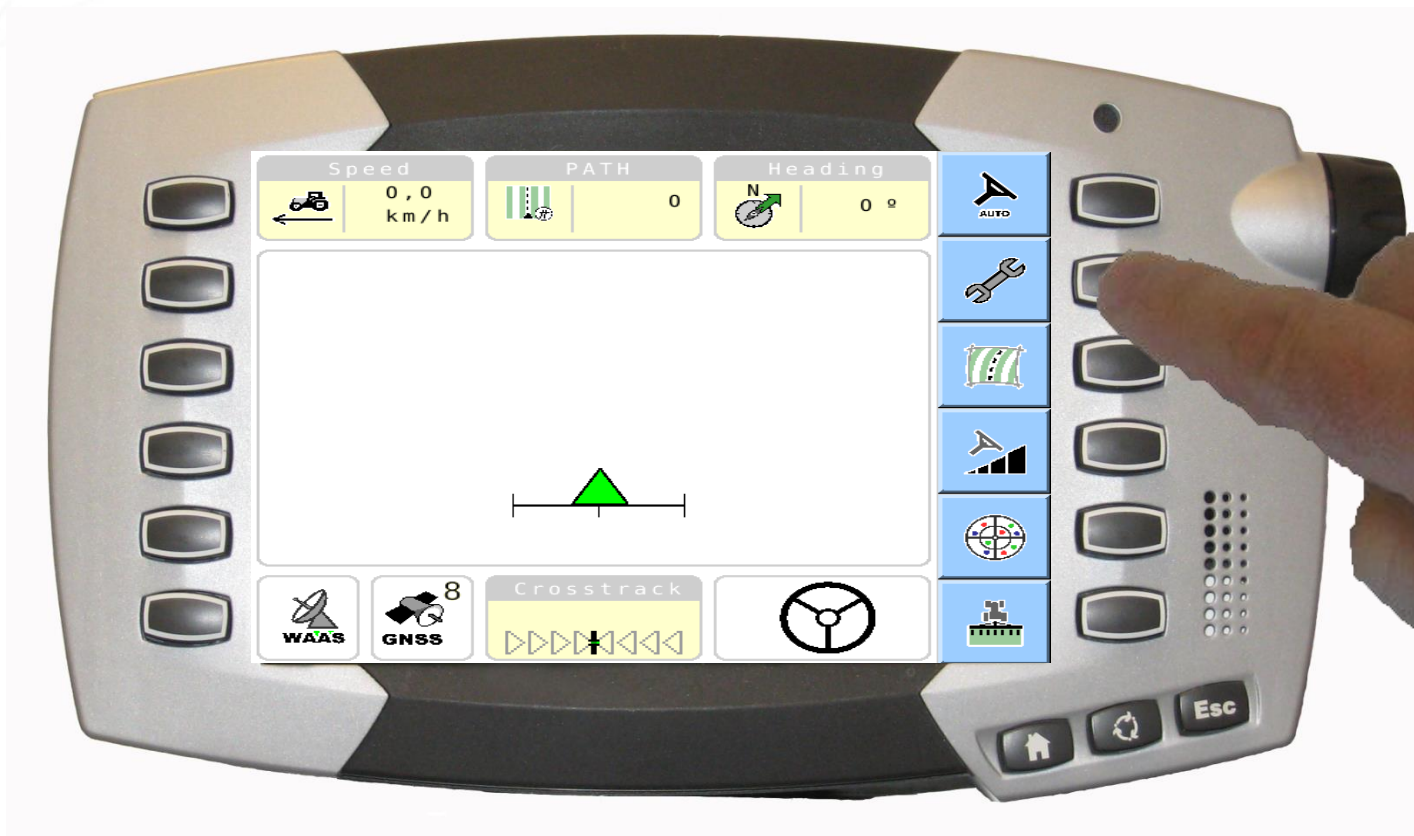 Speed
0,0
km/h
PATH
#
0
Heading
N
0 º
AUTO
WAAS
8
GNSS
Crosstrack
Esc